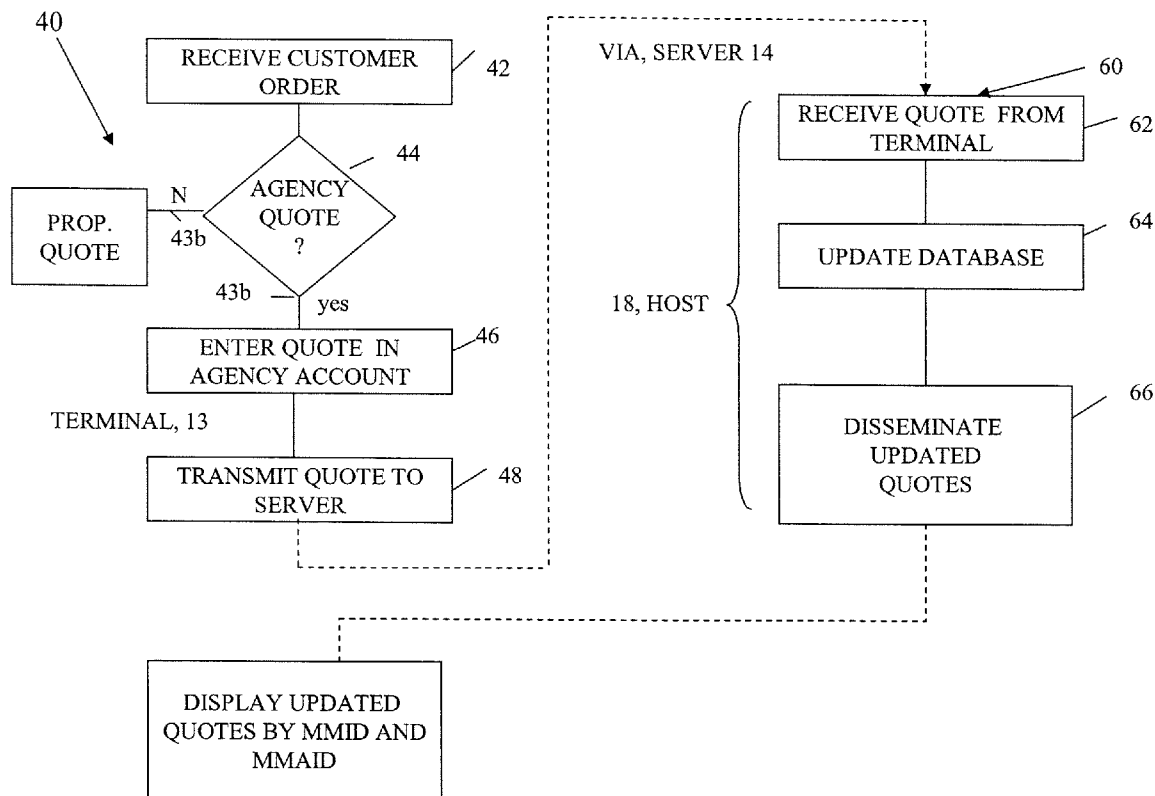 40
RECEIVE CUSTOMER
ORDER
42
44
AGENCY
QUOTE
?
N
43b
PROP.
QUOTE
43b
yes
ENTER QUOTE IN
AGENCY ACCOUNT
46
TERMINAL, 13
TRANSMIT QUOTE TO
SERVER
48
VIA, SERVER 14
60
RECEIVE QUOTE FROM
TERMINAL
62
UPDATE DATABASE
64
18, HOST
DISSEMINATE
UPDATED
QUOTES
66
DISPLAY UPDATED
QUOTES BY MMID AND
MMAID